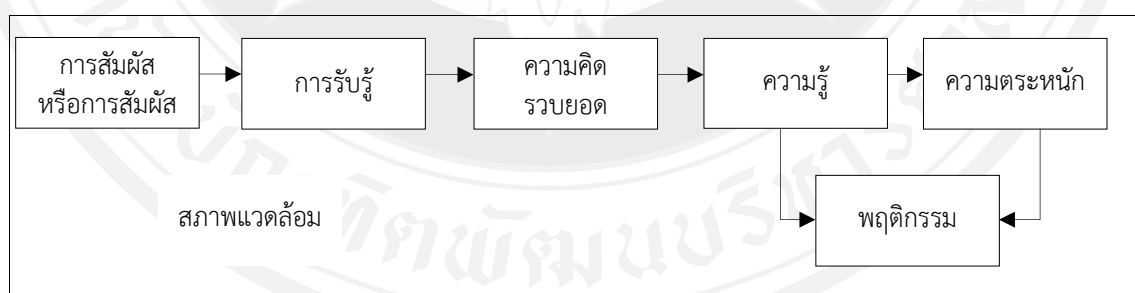 การสัมผัส
หรือการสัมผัส
การรับรู้
ความคิด
รวบยอด
ความรู้
ความตระหนัก
สภาพแวดล้อม
พฤติกรรม